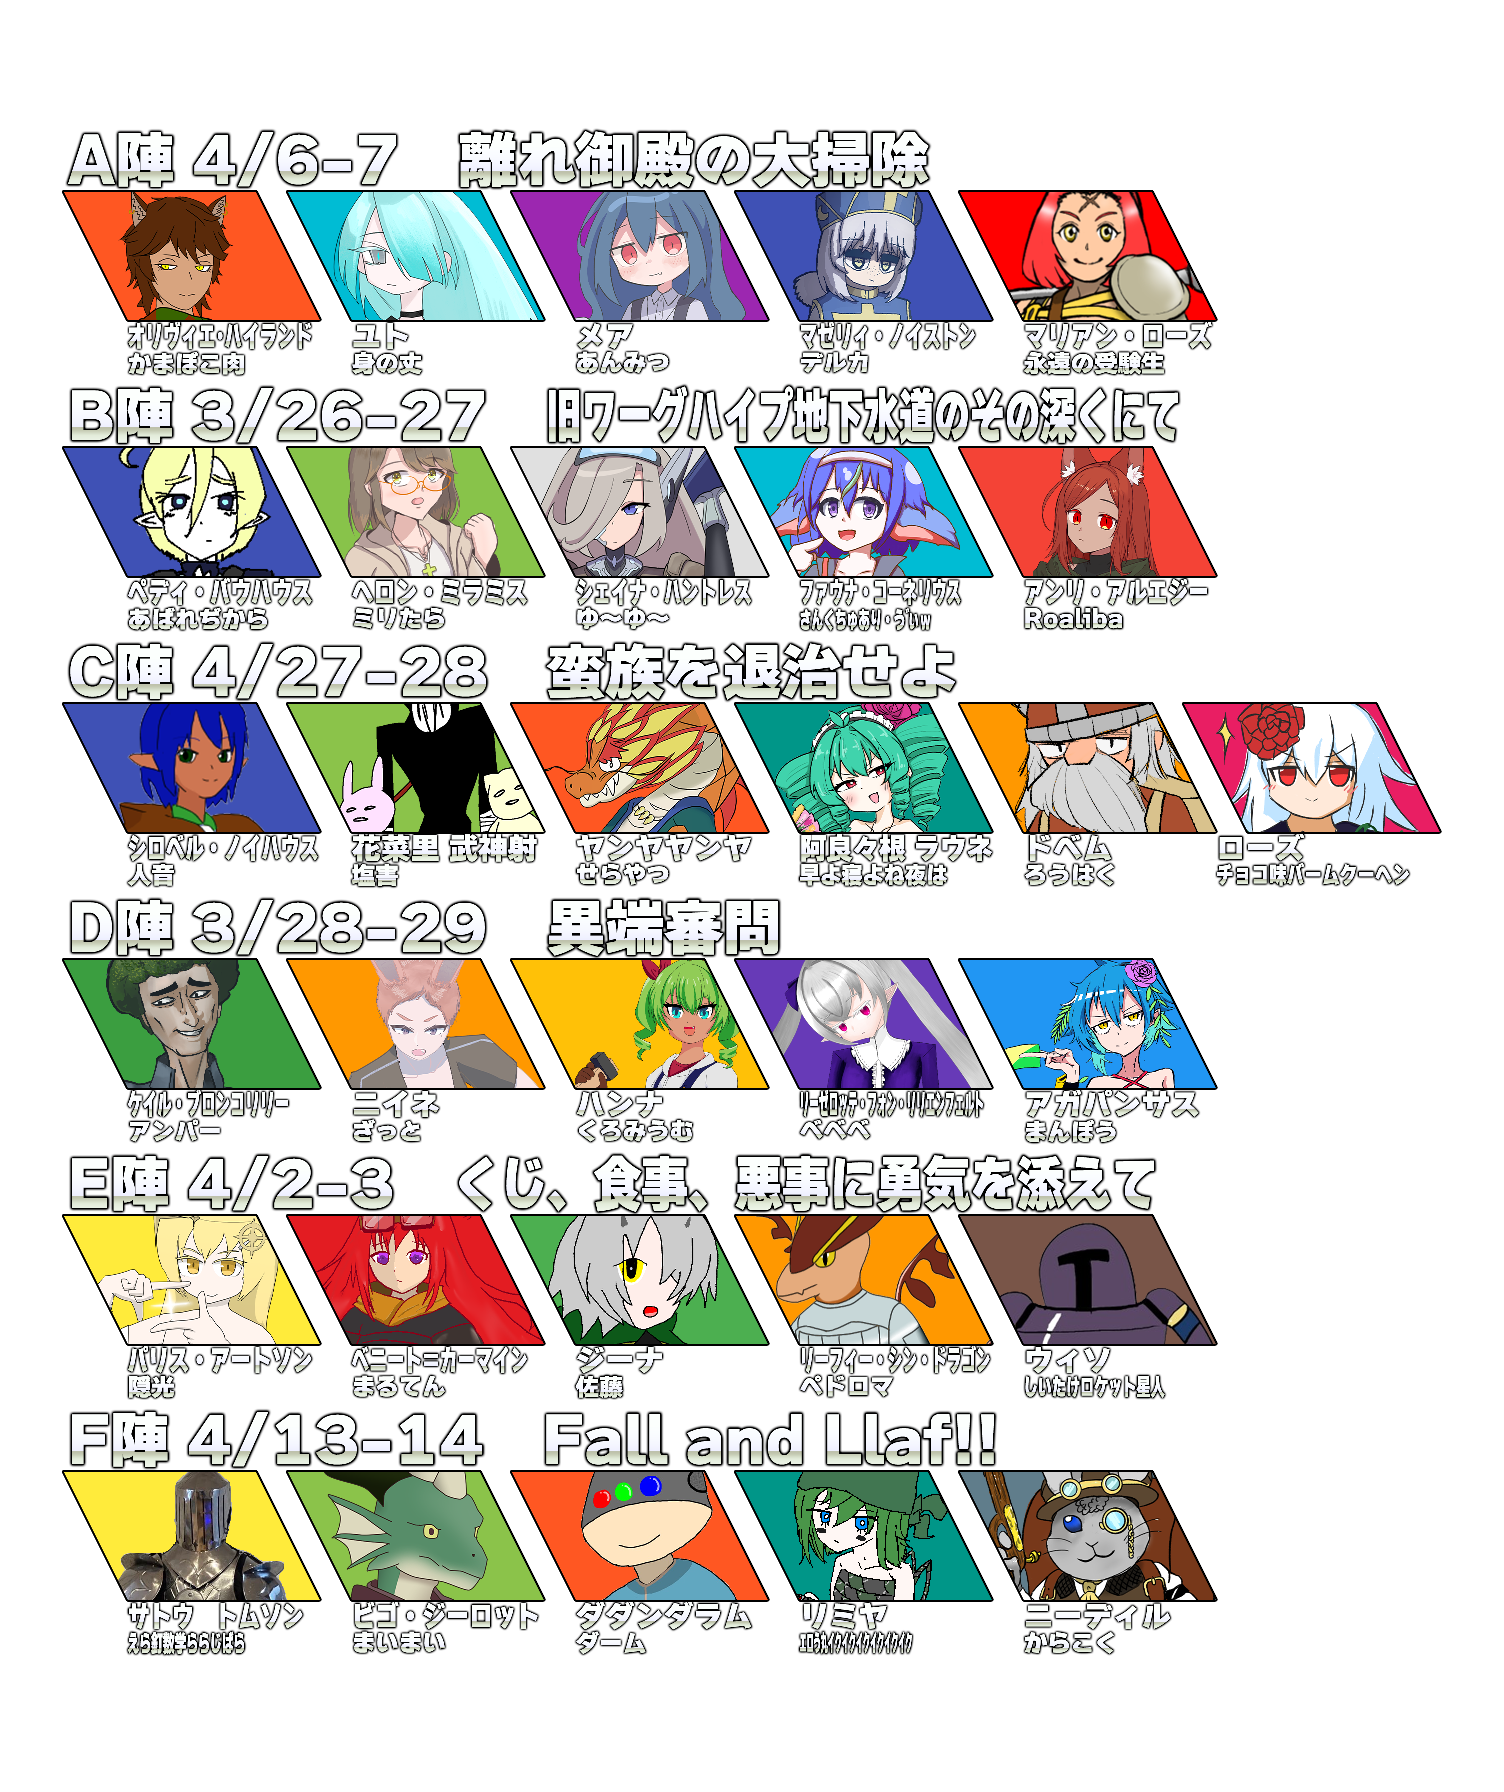 A陣 4/6-7　離れ御殿の大掃除
オリヴィエ・ハイランド　ユト　メア　マゼリィ・ノイストン　マリアン・ローズ
かまぼこ肉　身の丈　あんみつ　デルカ　永遠の受験生
B陣 3/26-27　旧ワーグハイプ地下水道のその深くにて
ペディ・バウハウス　ヘロン・ミラミス　シェイナ・ハントレス　ファウナ・コーネリウス　アンリ・アルエジー
あばれぢから　ミリたら　ゆ～ゆ～　さんくちゅあり・うぃw　Roaliba
C陣 4/27-28　蛮族を退治せよ
シロペル・ノイハウス　花菜里 武神射　ヤンヤヤンヤ　阿良々根 ラウネ　ドベム　ローズ
人音　塩害　せらやつ　早よ寝よね夜は　ろうはく　チョコ味バームクーヘン
D陣 3/28-29　異端審問
ケイル・ブロンコリリー　ニイネ　ハンナ　リーゼロッテ・フォン・リリエンフェルト　アガパンサス
アンパー　ざっと　くろみうむ　べべべ　まんぼう
E陣 4/2-3　くじ、食事、悪事に勇気を添えて
パリス・アートソン　ベニート＝カーマイン　ジーナ　リーフィー・シン・ドラゴン　ウィソ
隠光　まるてん　佐藤　ペドロマ　しいたけロケット星人
F陣 4/13-14　Fall and Llaf!!
サトウ　トムソン　ビゴ・ジーロット　ダダンダラム　リミヤ　ニーディル
まいまい　ダーム　からこく